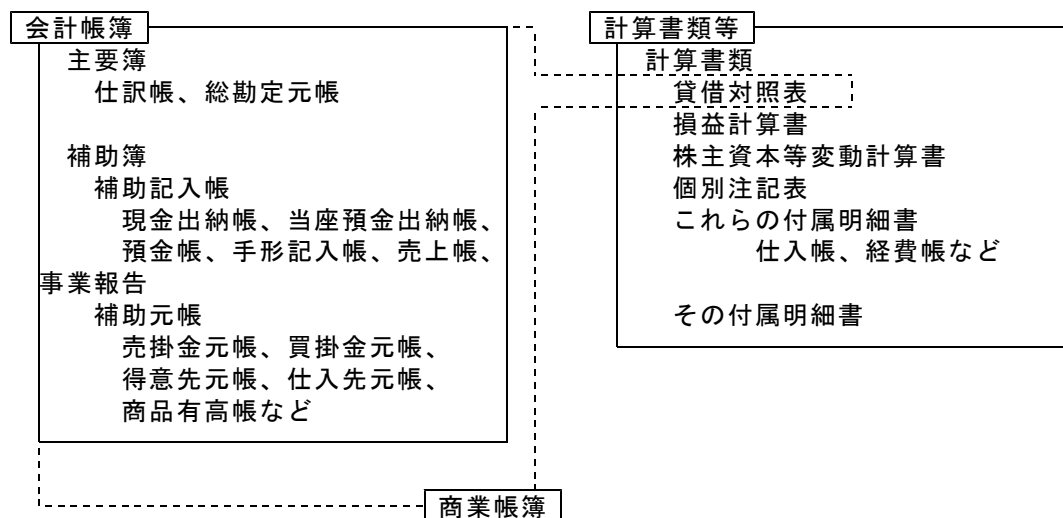 会計帳簿
主要簿
仕訳帳、総勘定元帳
補助簿
補助記入帳
現金出納帳、当座預金出納帳、
預金帳、手形記入帳、売上帳、
事業報告
補助元帳
売掛金元帳、買掛金元帳、
得意先元帳、仕入先元帳、
商品有高帳など
計算書類等
計算書類
貸借対照表
損益計算書
株主資本等変動計算書
個別注記表
これらの付属明細書
仕入帳、経費帳など
その付属明細書
商業帳簿